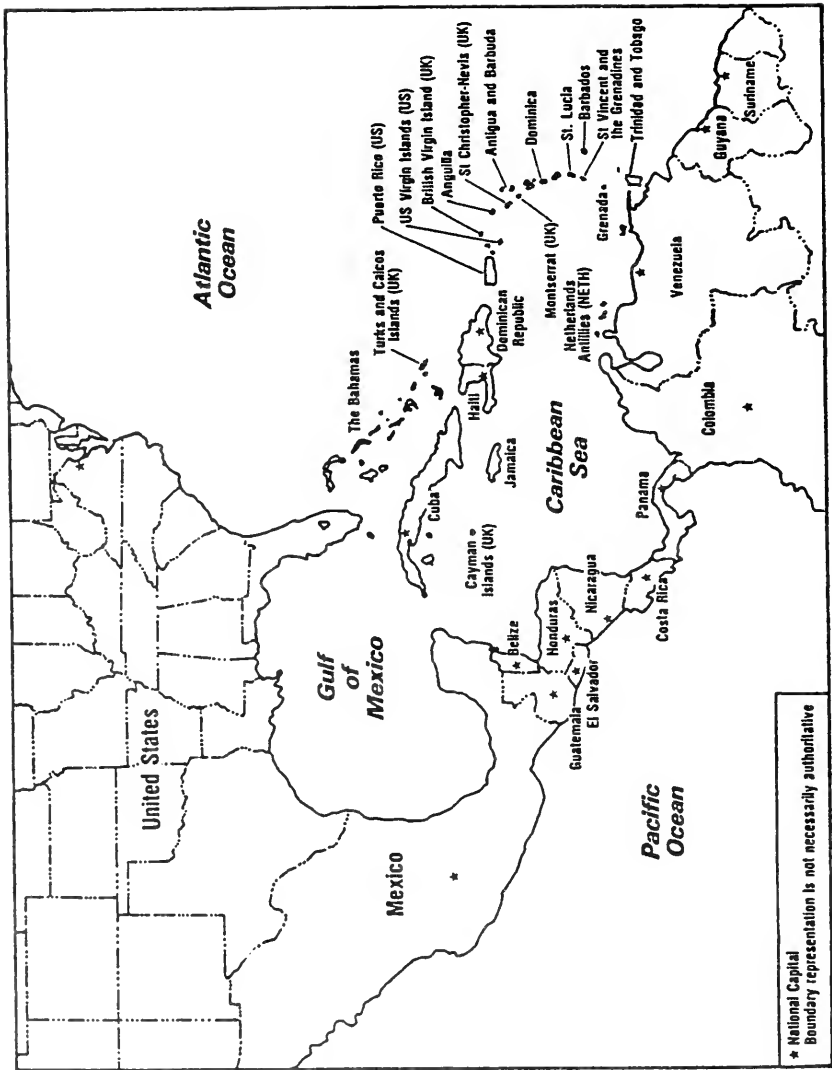 Atlantic
Ocean
United States
The Bahamas
Turks and Caicos
Islands (UK)
Puerto Rico (US)
US Virgin Islands (US)
British Virgin Island (UK)
Anguilla
St Christopher-Nevis (UK)
Antigua and Barbuda
Dominica
St. Lucia
Barbados
St Vincent and
the Grenadines
Trinidad and Tobago
Gulf
of
Mexico
Mexico
Cuba
Cayman
Islands (UK)
Jamaica
Haiti
Dominican
Republic
Montserrat (UK)
Netherlands
Antillies (NETH)
Grenada
Caribbean
Sea
Belize
Honduras
Guatemala
El Salvador
Nicaragua
Costa Rica
Panama
Colombia
Venezuela
Guyana
Suriname
Pacific
Ocean
★ National Capital
Boundary representation is not necessarily authoritative